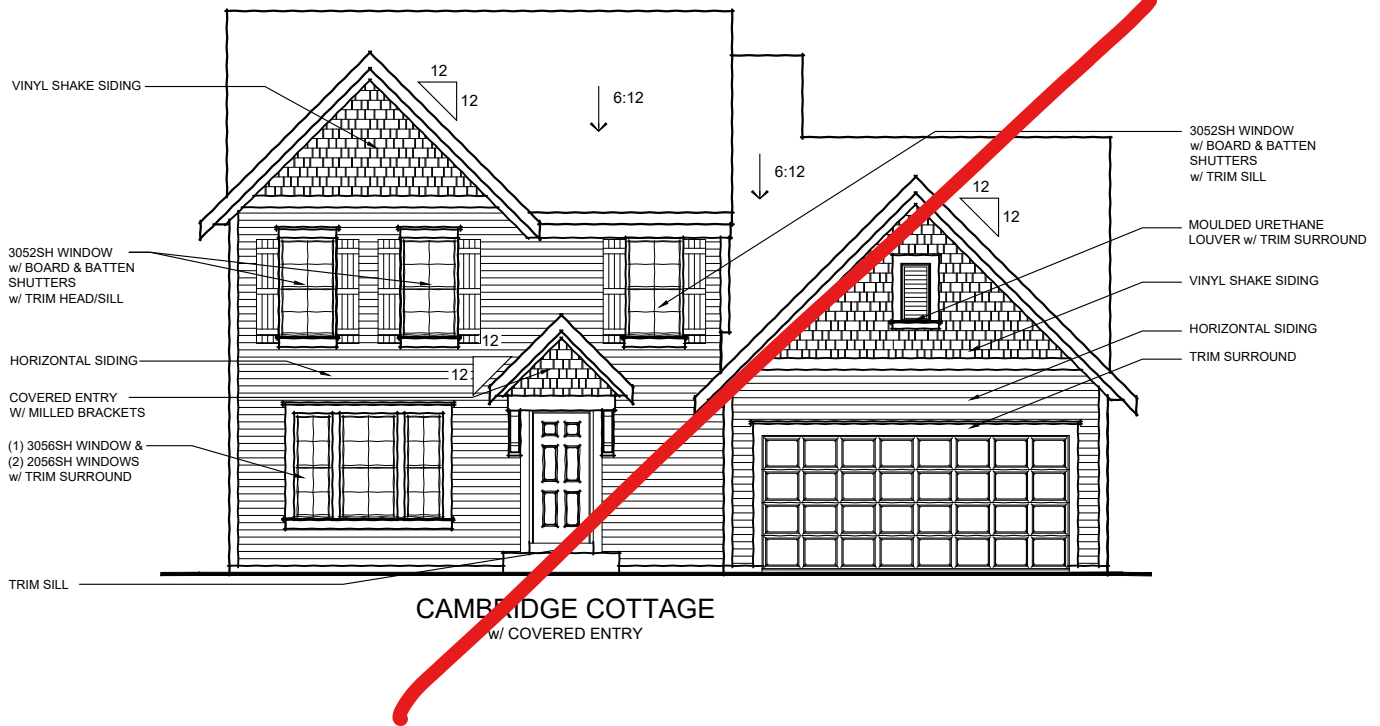 VINYL SHAKE SIDING
12
12
6:12
6:12
3052SH WINDOW
w/ BOARD & BATTEN
SHUTTERS
w/ TRIM SILL
12
12
MOULDED URETHANE
LOUVER w/ TRIM SURROUND
3052SH WINDOW
w/ BOARD & BATTEN
SHUTTERS
w/ TRIM HEAD/SILL
VINYL SHAKE SIDING
HORIZONTAL SIDING
TRIM SURROUND
12
12
HORIZONTAL SIDING
COVERED ENTRY
W/ MILLED BRACKETS
(1) 3056SH WINDOW &
(2) 2056SH WINDOWS
w/ TRIM SURROUND
TRIM SILL
CAMBRIDGE COTTAGE
w/ COVERED ENTRY